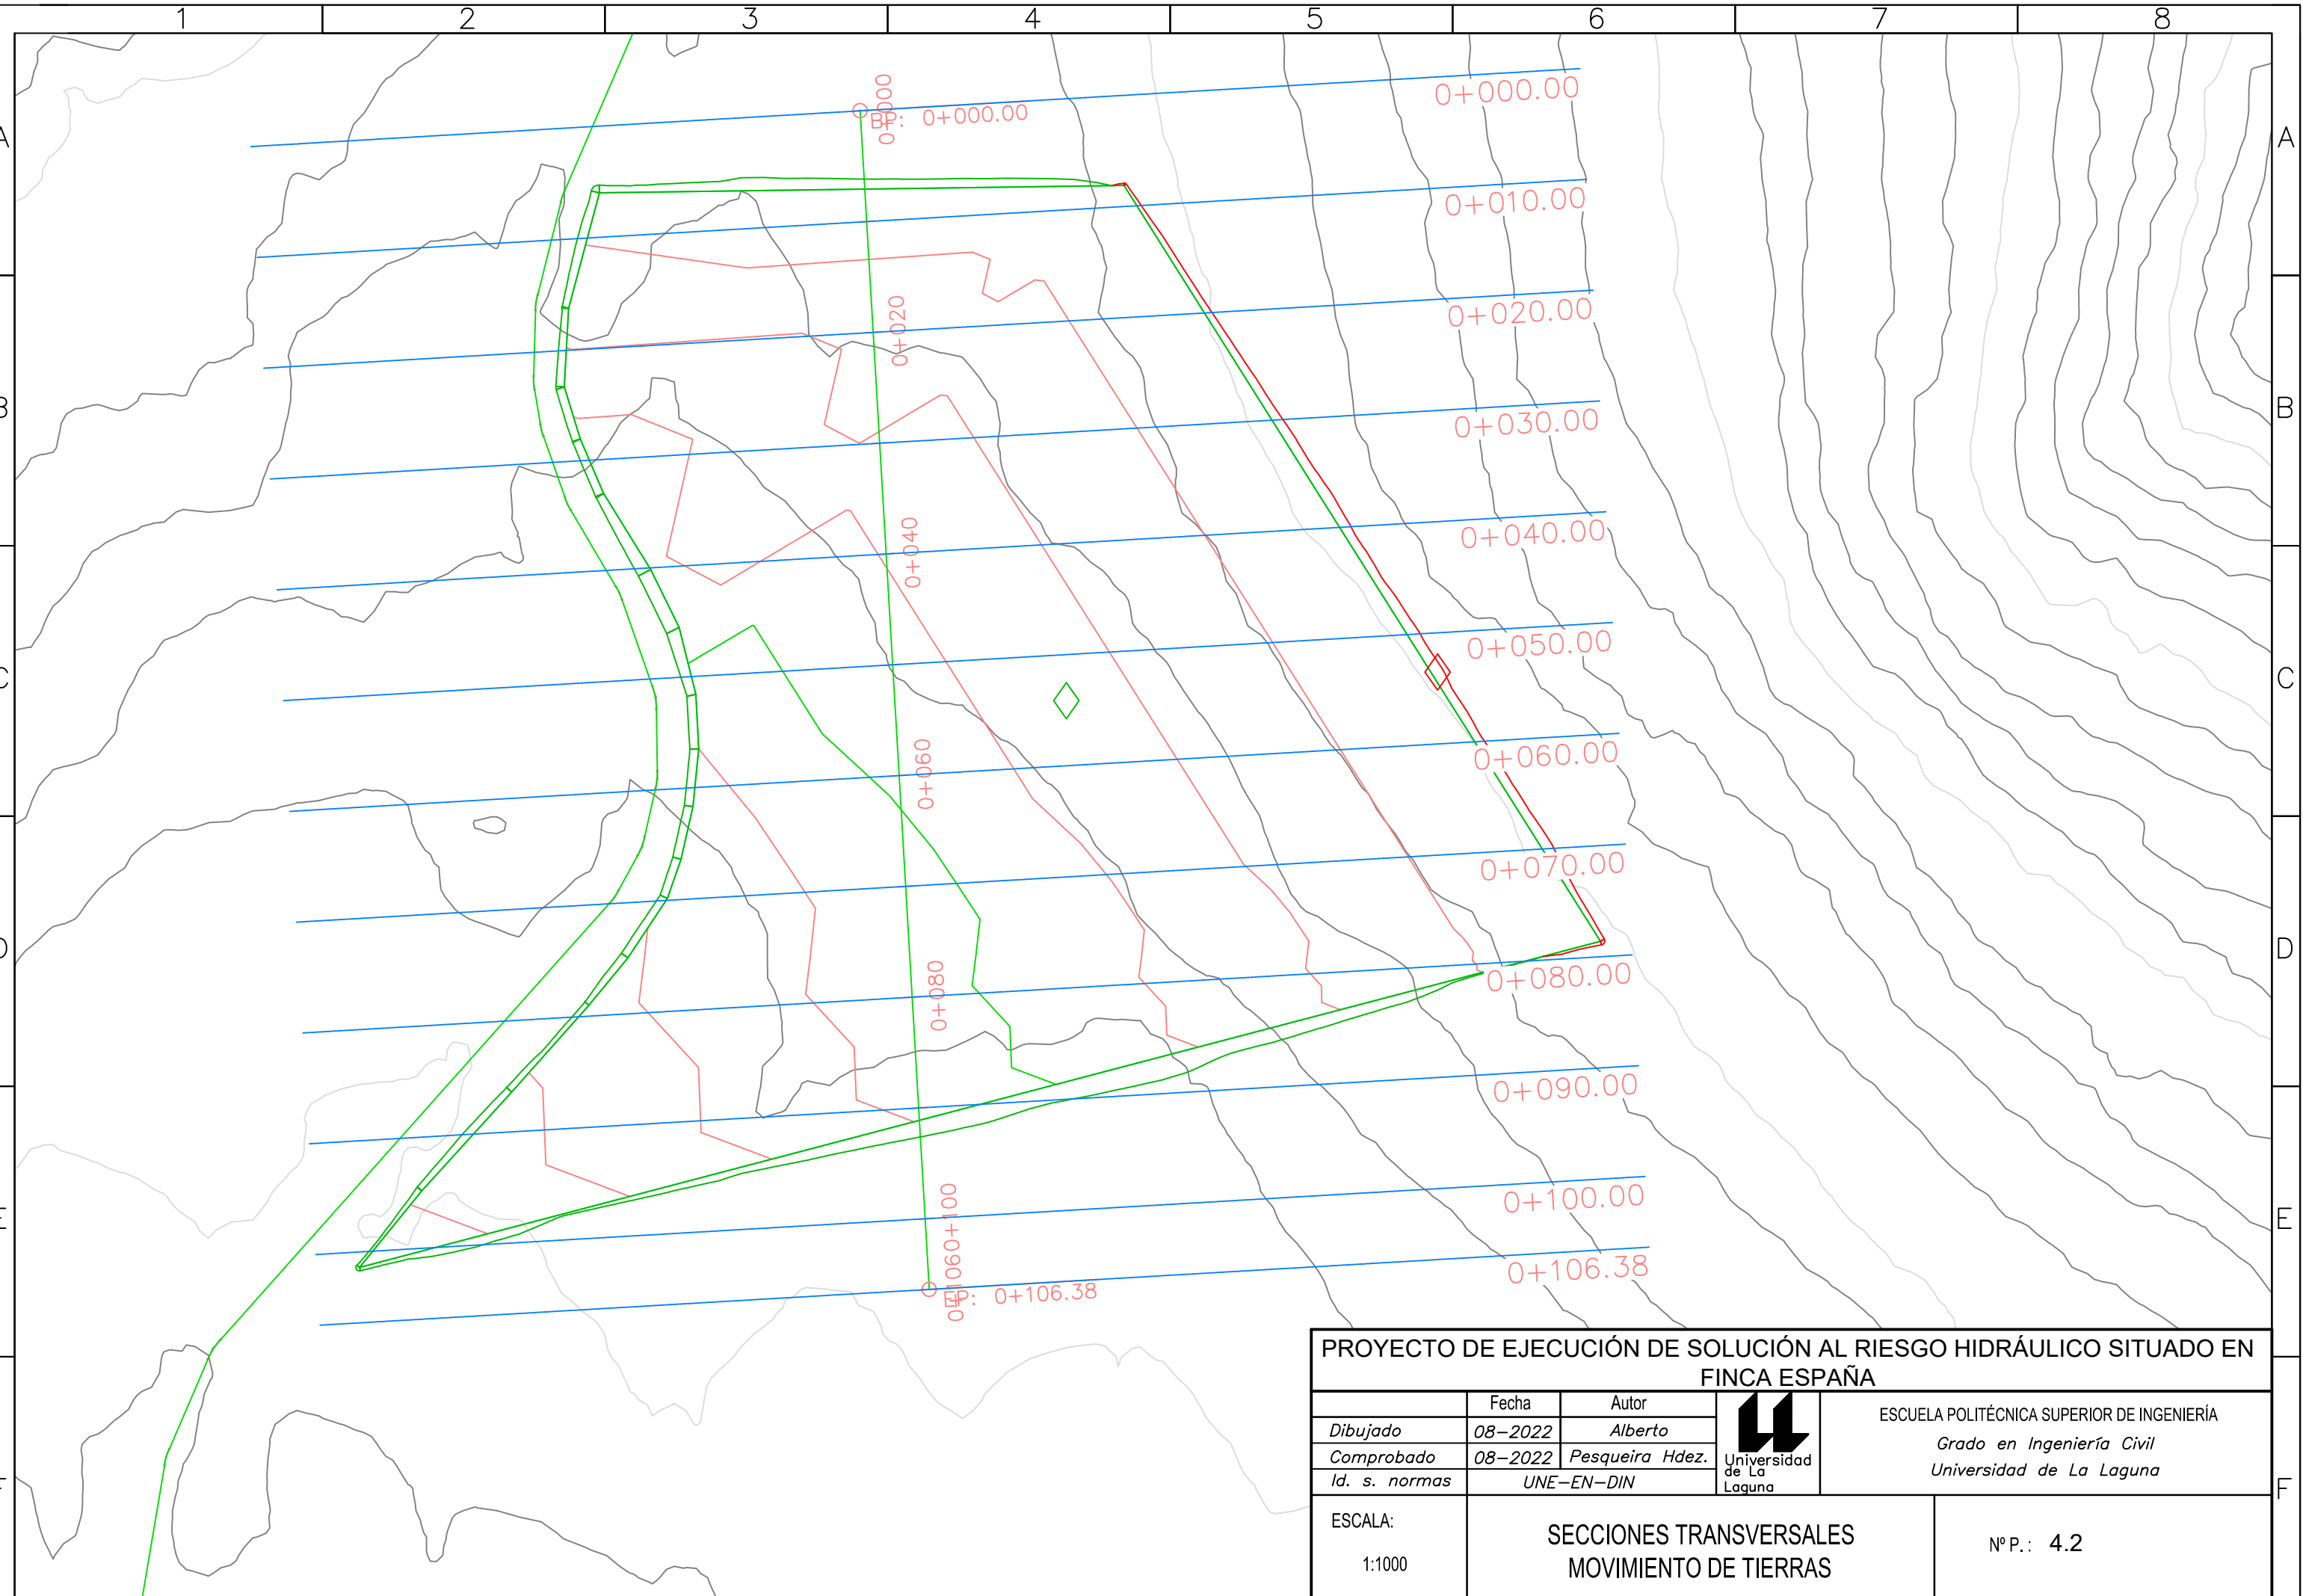 1 2 3 4 5 6 7 8
A A
B B
C C
D D
E E
F F
0+000
BP: 0+000.00
0+020
0+040
0+060
0+080
0+100
0+106
EP: 0+106.38
0+000.00
0+010.00
0+020.00
0+030.00
0+040.00
0+050.00
0+060.00
0+070.00
0+080.00
0+090.00
0+100.00
0+106.38
PROYECTO DE EJECUCIÓN DE SOLUCIÓN AL RIESGO HIDRÁULICO SITUADO EN
FINCA ESPAÑA
Fecha Autor
Dibujado 08-2022 Alberto
Comprobado 08-2022 Pesqueira Hdez.
Id. s. normas UNE-EN-DIN
Universidad
de La
Laguna
ESCUELA POLITÉCNICA SUPERIOR DE INGENIERÍA
Grado en Ingeniería Civil
Universidad de La Laguna
ESCALA:
1:1000
SECCIONES TRANSVERSALES
MOVIMIENTO DE TIERRAS
Nº P. : 4.2